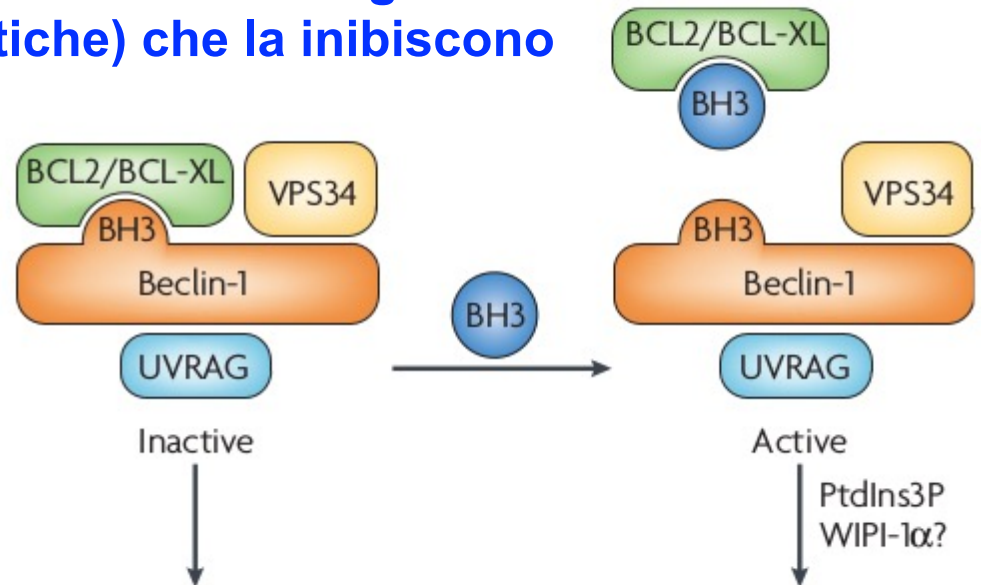 tiche) che la inibiscono
BCL2/BCL-XL
BH3
BCL2/BCL-XL
VPS34
BH3
Beclin-1
UVRAG
Inactive
BH3
VPS34
BH3
Beclin-1
UVRAG
Active
PtdIns3P
WIPI-1α?